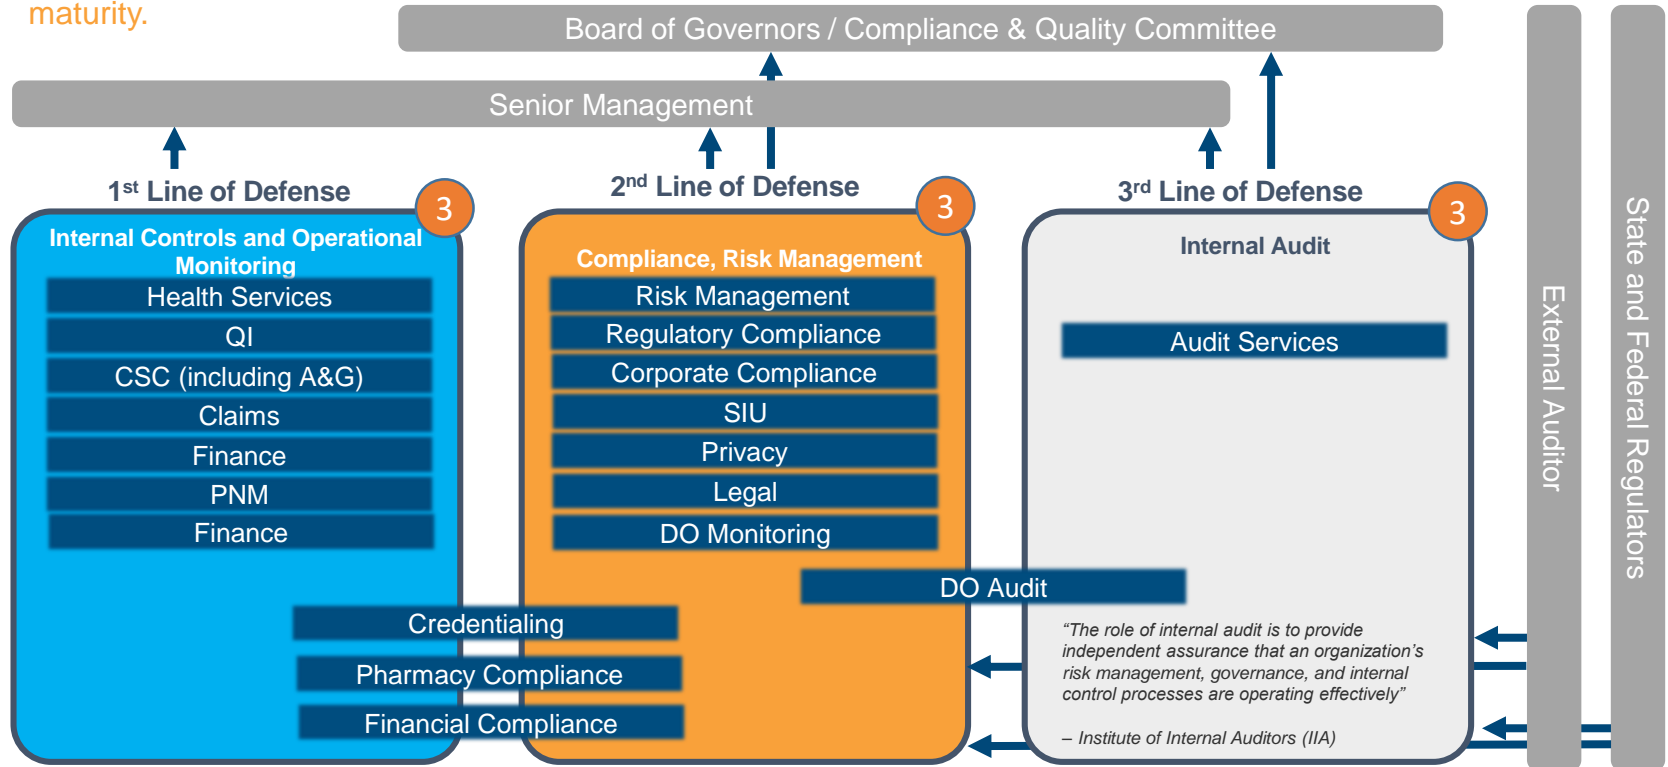 maturity.
Board of Governors / Compliance & Quality Committee
Senior Management
1st Line of Defense
3
Internal Controls and Operational
Monitoring
Health Services
QI
CSC (including A&G)
Claims
Finance
PNM
Finance
2nd Line of Defense
3
Compliance, Risk Management
Risk Management
Regulatory Compliance
Corporate Compliance
SIU
Privacy
Legal
DO Monitoring
3rd Line of Defense
3
Internal Audit
Audit Services
DO Audit
Credentialing
Pharmacy Compliance
Financial Compliance
“The role of internal audit is to provide
independent assurance that an organization’s
risk management, governance, and internal
control processes are operating effectively”
– Institute of Internal Auditors (IIA)
External Auditor
State and Federal Regulators